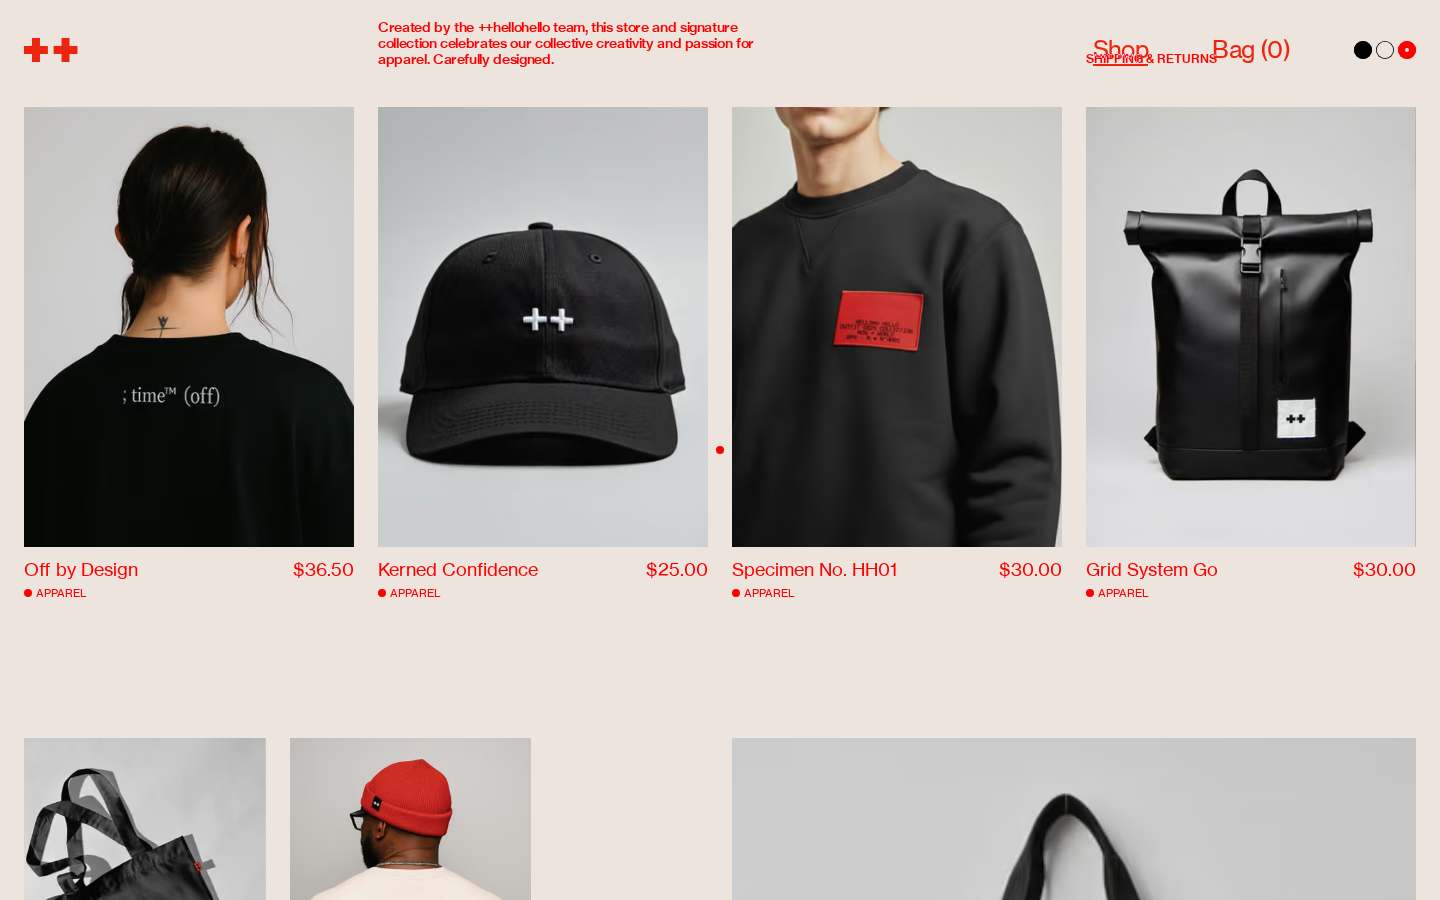 ++
Created by the ++hellohello team, this store and signature
collection celebrates our collective creativity and passion for
apparel. Carefully designed.
Shop
Bag (0)
SHIPPING & RETURNS
; time™ (off)
++
++
Off by Design
$36.50
APPAREL
Kerned Confidence
$25.00
APPAREL
Specimen No. HH01
$30.00
APPAREL
Grid System Go
$30.00
APPAREL